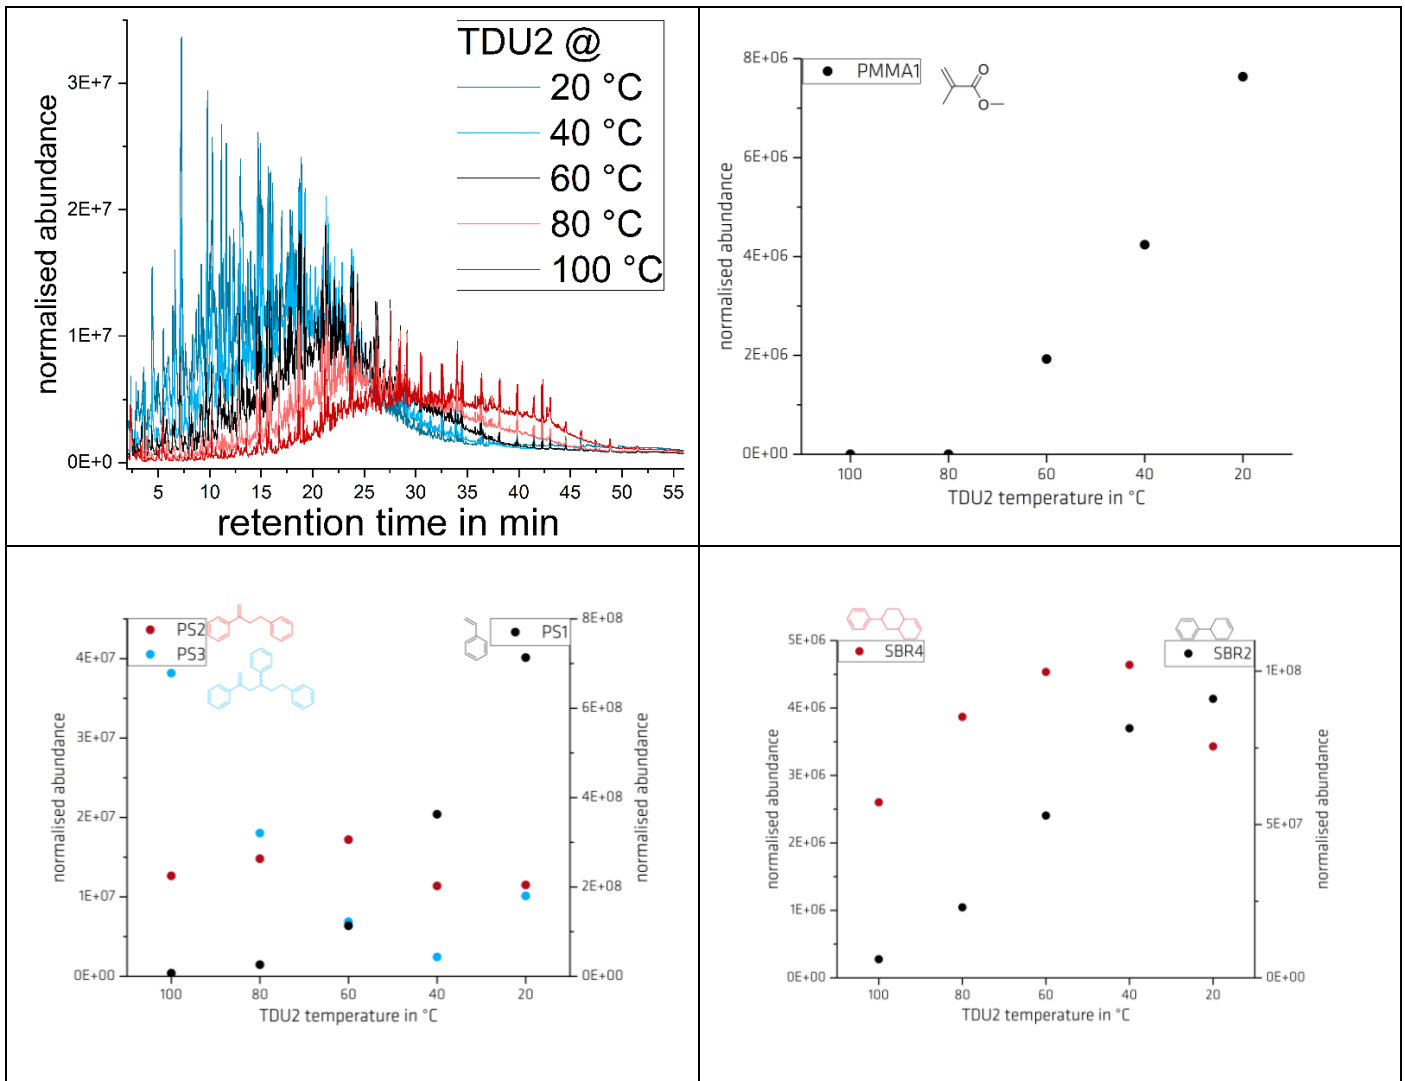 TDU2 @
20 °C
40 °C
60 °C
80 °C
100 °C
normalised abundance
3E+7
2E+7
1E+7
0E+0
5 10 15 20 25 30 35 40 45 50 55
retention time in min
PMMA1
O
O
normalised abundance
8E+06
6E+06
4E+06
2E+06
0E+00
100 80 60 40 20
TDU2 temperature in °C
PS2
PS3
PS1
normalised abundance
4E+07
3E+07
2E+07
1E+07
0E+00
8E+08
6E+08
4E+08
2E+08
0E+00
normalised abundance
100 80 60 40 20
TDU2 temperature in °C
SBR4
SBR2
normalised abundance
5E+06
4E+06
3E+06
2E+06
1E+06
0E+00
1E+08
5E+07
0E+00
normalised abundance
100 80 60 40 20
TDU2 temperature in °C